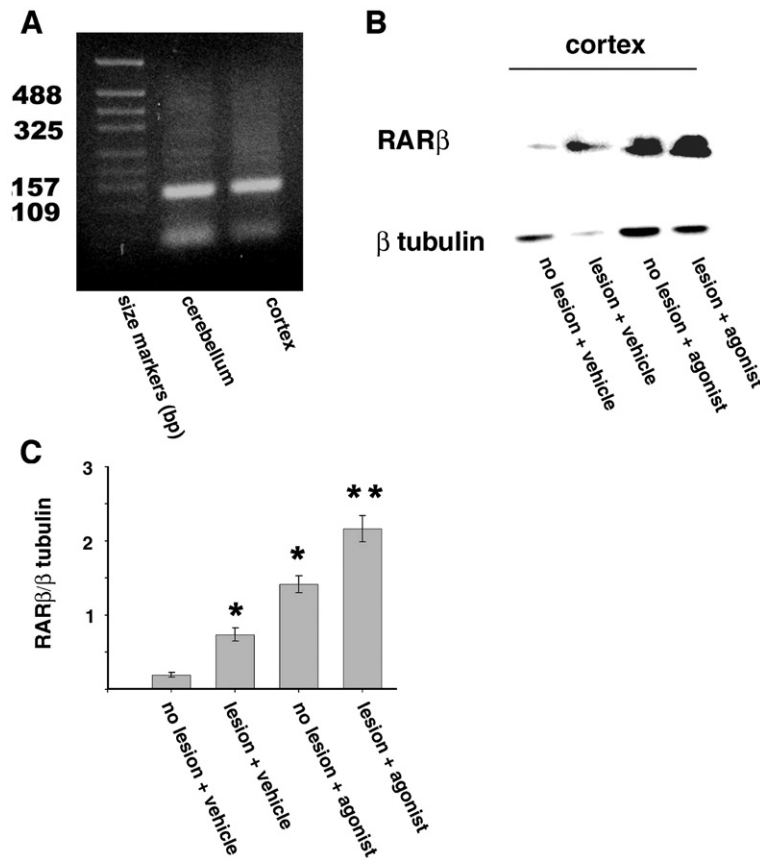 A
488
325
157
109
size markers (bp)
cerebellum
cortex
B
cortex
RARβ
β tubulin
no lesion + vehicle
lesion + vehicle
no lesion + agonist
lesion + agonist
C
3
2
1
RARβ/β tubulin
*
*
**
no lesion + vehicle
lesion + vehicle
no lesion + agonist
lesion + agonist